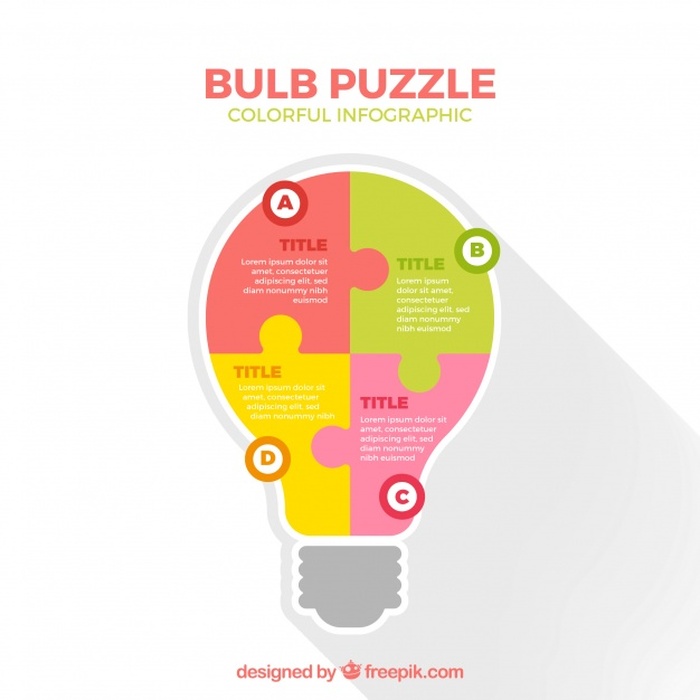 BULB PUZZLE
COLORFUL INFOGRAPHIC
A
TITLE
Lorem ipsum dolor sit
amet, consectetuer
adipiscing elit, sed
diam nonummy nibh
euismod
B
TITLE
Lorem ipsum
dolor sit amet,
consectetuer
adipiscing elit, sed
diam nonummy
nibh euismod
D
TITLE
Lorem ipsum dolor sit
amet, consectetuer
adipiscing elit, sed
diam nonummy nibh
C
TITLE
Lorem ipsum dolor sit
amet, consectetuer
adipiscing elit, sed
diam nonummy
nibh euismod
designed by freepik.com